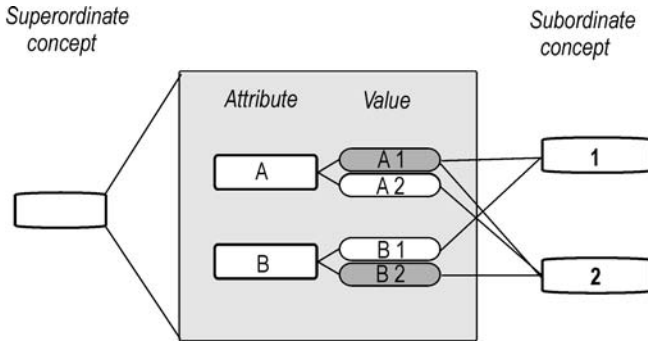 Superordinate
concept
Subordinate
concept
Attribute
Value
A
A 1
A 2
B
B 1
B 2
1
2